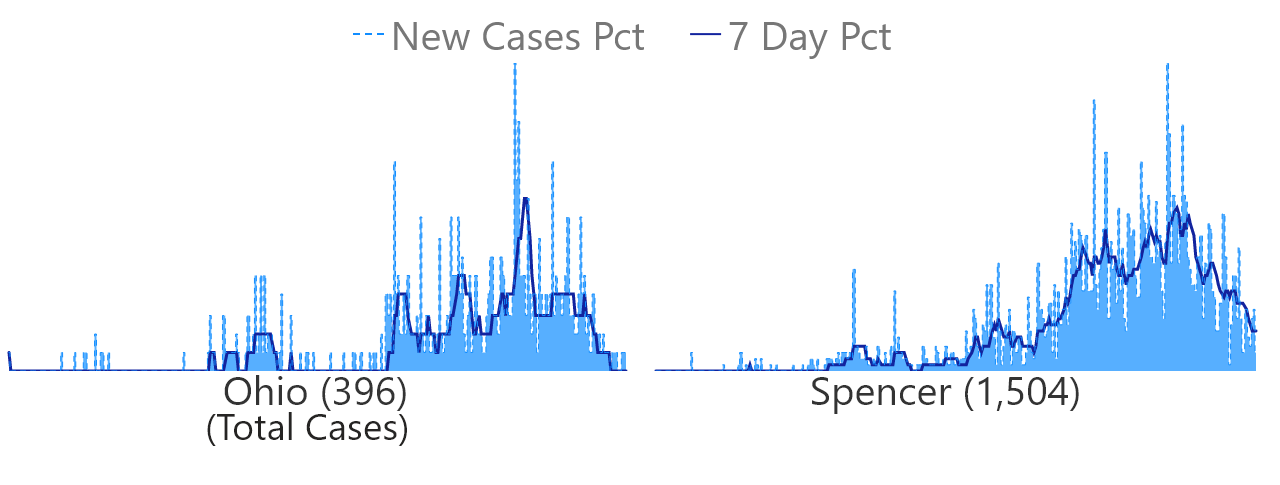 New Cases Pct 7 Day Pct
Ohio (396)
(Total Cases)
Spencer (1,504)